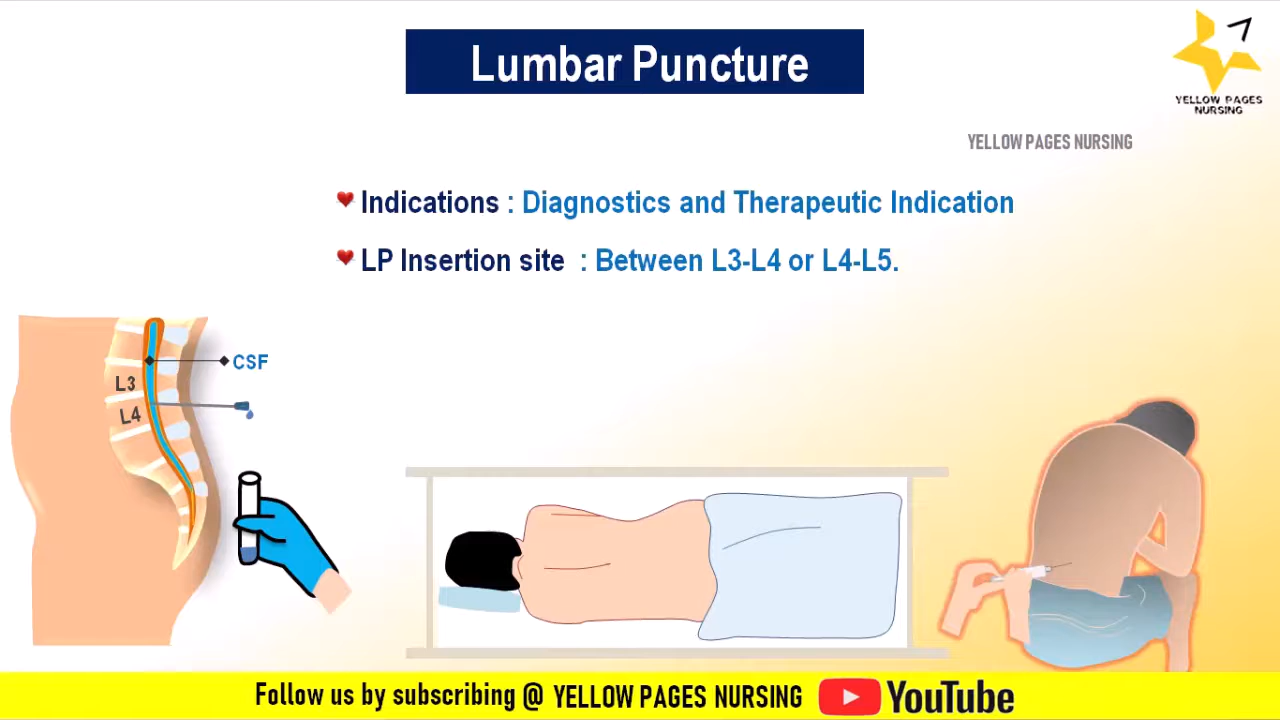 Lumbar Puncture
YELLOW PAGES
NURSING
YELLOW PAGES NURSING
Indications : Diagnostics and Therapeutic Indication
LP Insertion site : Between L3-L4 or L4-L5.
CSF
L3
L4
Follow us by subscribing @ YELLOW PAGES NURSING YouTube